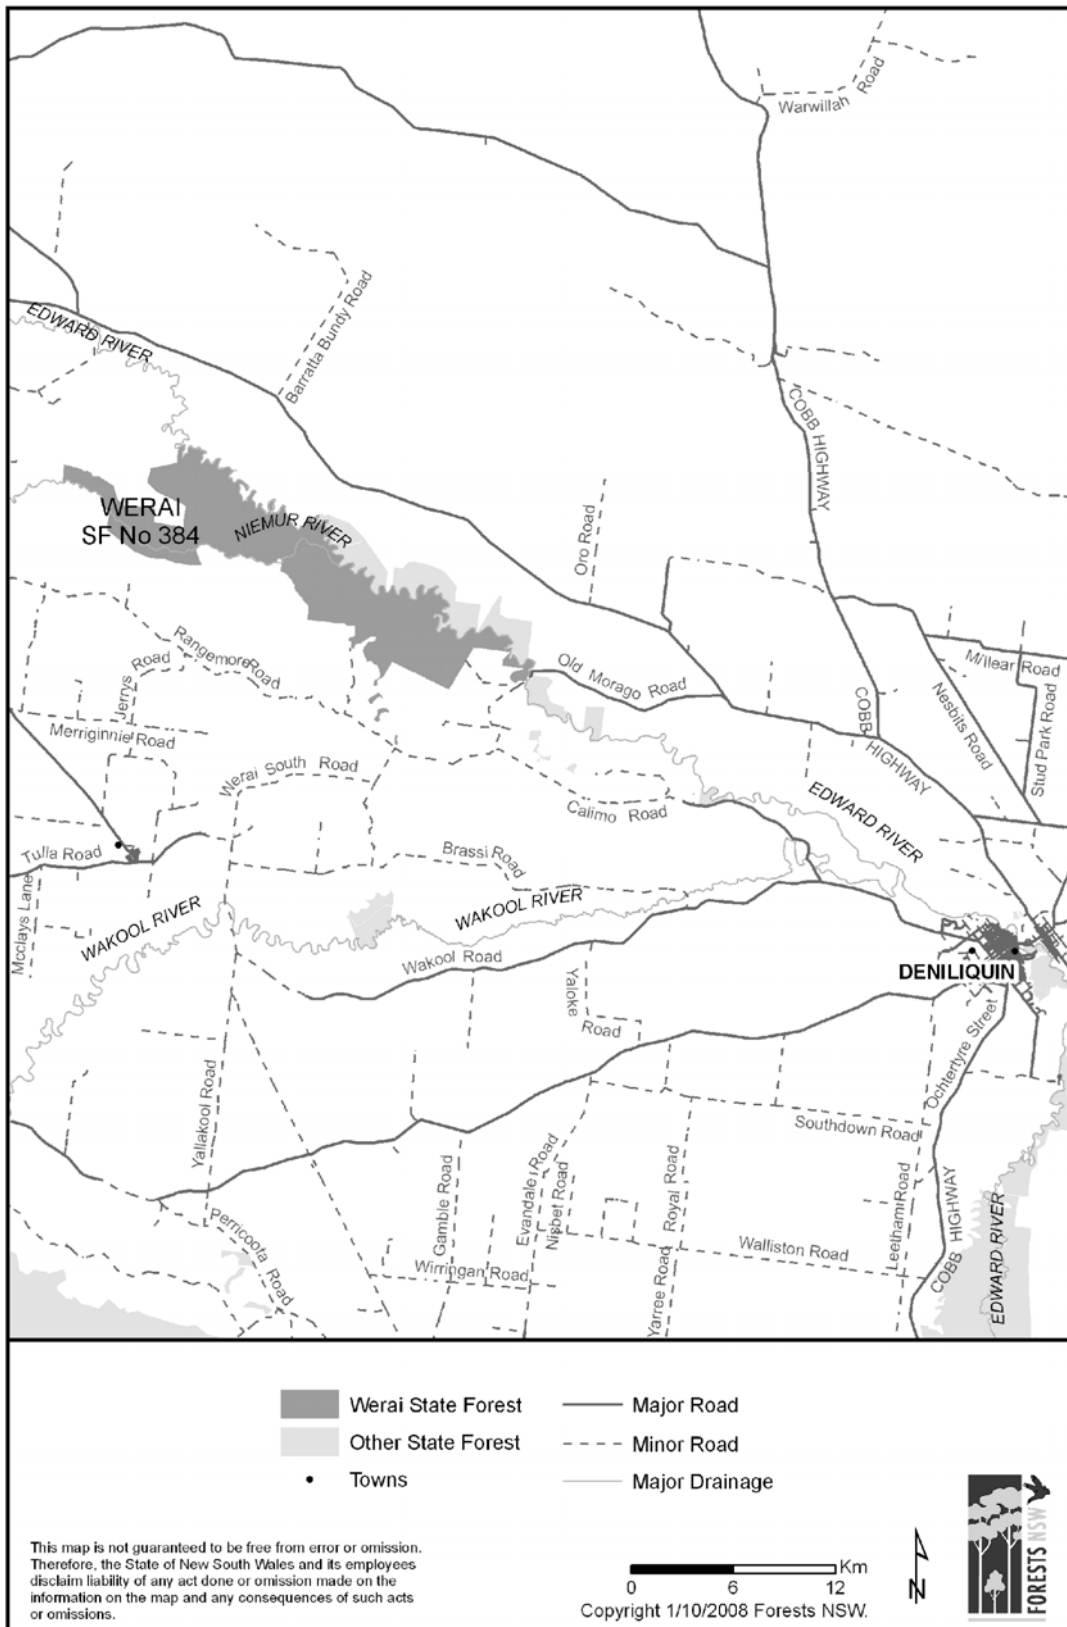 Warwillah Road
EDWARD RIVER
Barratta Bundy Road
COBB HIGHWAY
WERAI
SF No 384
NIEMUR RIVER
Oro Road
Rangemore Road
Jerrys Road
Old Morago Road
Millear Road
Nesbits Road
Stud Park Road
COBB HIGHWAY
Merriginnie Road
Werai South Road
Calimo Road
EDWARD RIVER
Tulla Road
Brassi Road
Mcclays Lane
WAKOOL RIVER
WAKOOL RIVER
Wakool Road
DENILIQUIN
Yaloke Road
Ochtertyre Street
Yallakool Road
Southdown Road
Gamble Road
Evandale Road
Nisbet Road
Royal Road
Leetham Road
COBB HIGHWAY
EDWARD RIVER
Perricoota Road
Walliston Road
Wirringan Road
Yarree Road
Werai State Forest
Major Road
Other State Forest
Minor Road
Towns
Major Drainage
This map is not guaranteed to be free from error or omission.
Therefore, the State of New South Wales and its employees
disclaim liability of any act done or omission made on the
information on the map and any consequences of such acts
or omissions.
Km
0 6 12
Copyright 1/10/2008 Forests NSW.
N
FORESTS NSW